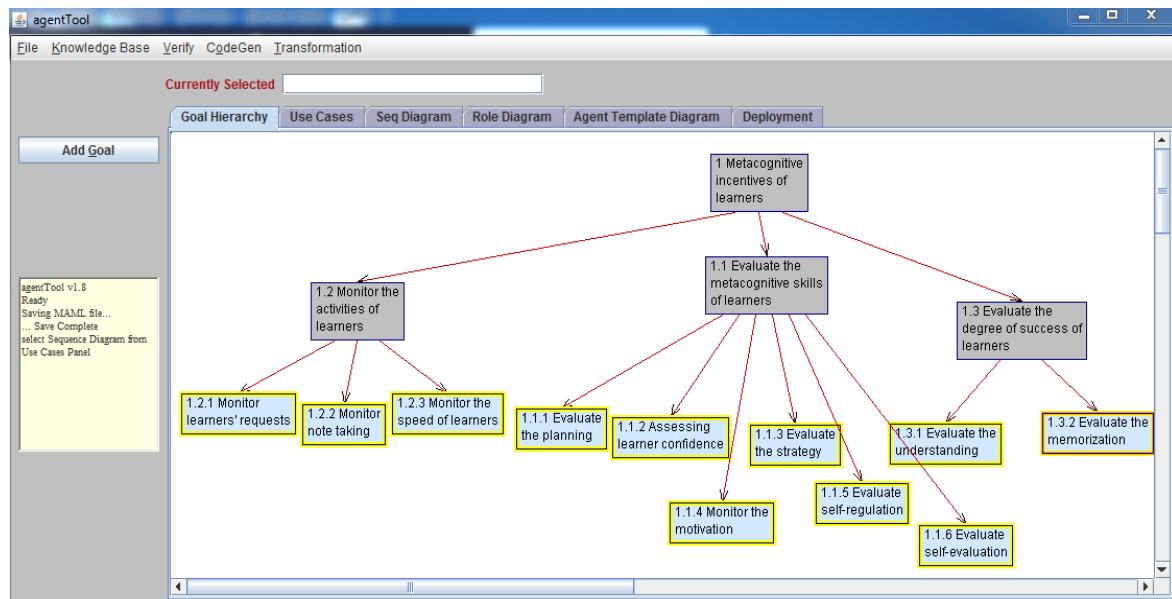 agentTool
File Knowledge Base Verify CodeGen Transformation
Currently Selected
Goal Hierarchy Use Cases Seq Diagram Role Diagram Agent Template Diagram Deployment
Add Goal
agentTool v1.8
Ready
Saving MAML file...
... Save Complete
select Sequence Diagram from
Use Cases Panel
1 Metacognitive
incentives of
learners
1.2 Monitor the
activities of
learners
1.1 Evaluate the
metacognitive skills
of learners
1.3 Evaluate the
degree of success of
learners
1.2.1 Monitor
learners' requests
1.2.2 Monitor
note taking
1.2.3 Monitor the
speed of learners
1.1.1 Evaluate
the planning
1.1.2 Assessing
learner confidence
1.1.3 Evaluate
the strategy
1.3.1 Evaluate the
understanding
1.3.2 Evaluate the
memorization
1.1.4 Monitor the
motivation
1.1.5 Evaluate
self-regulation
1.1.6 Evaluate
self-evaluation